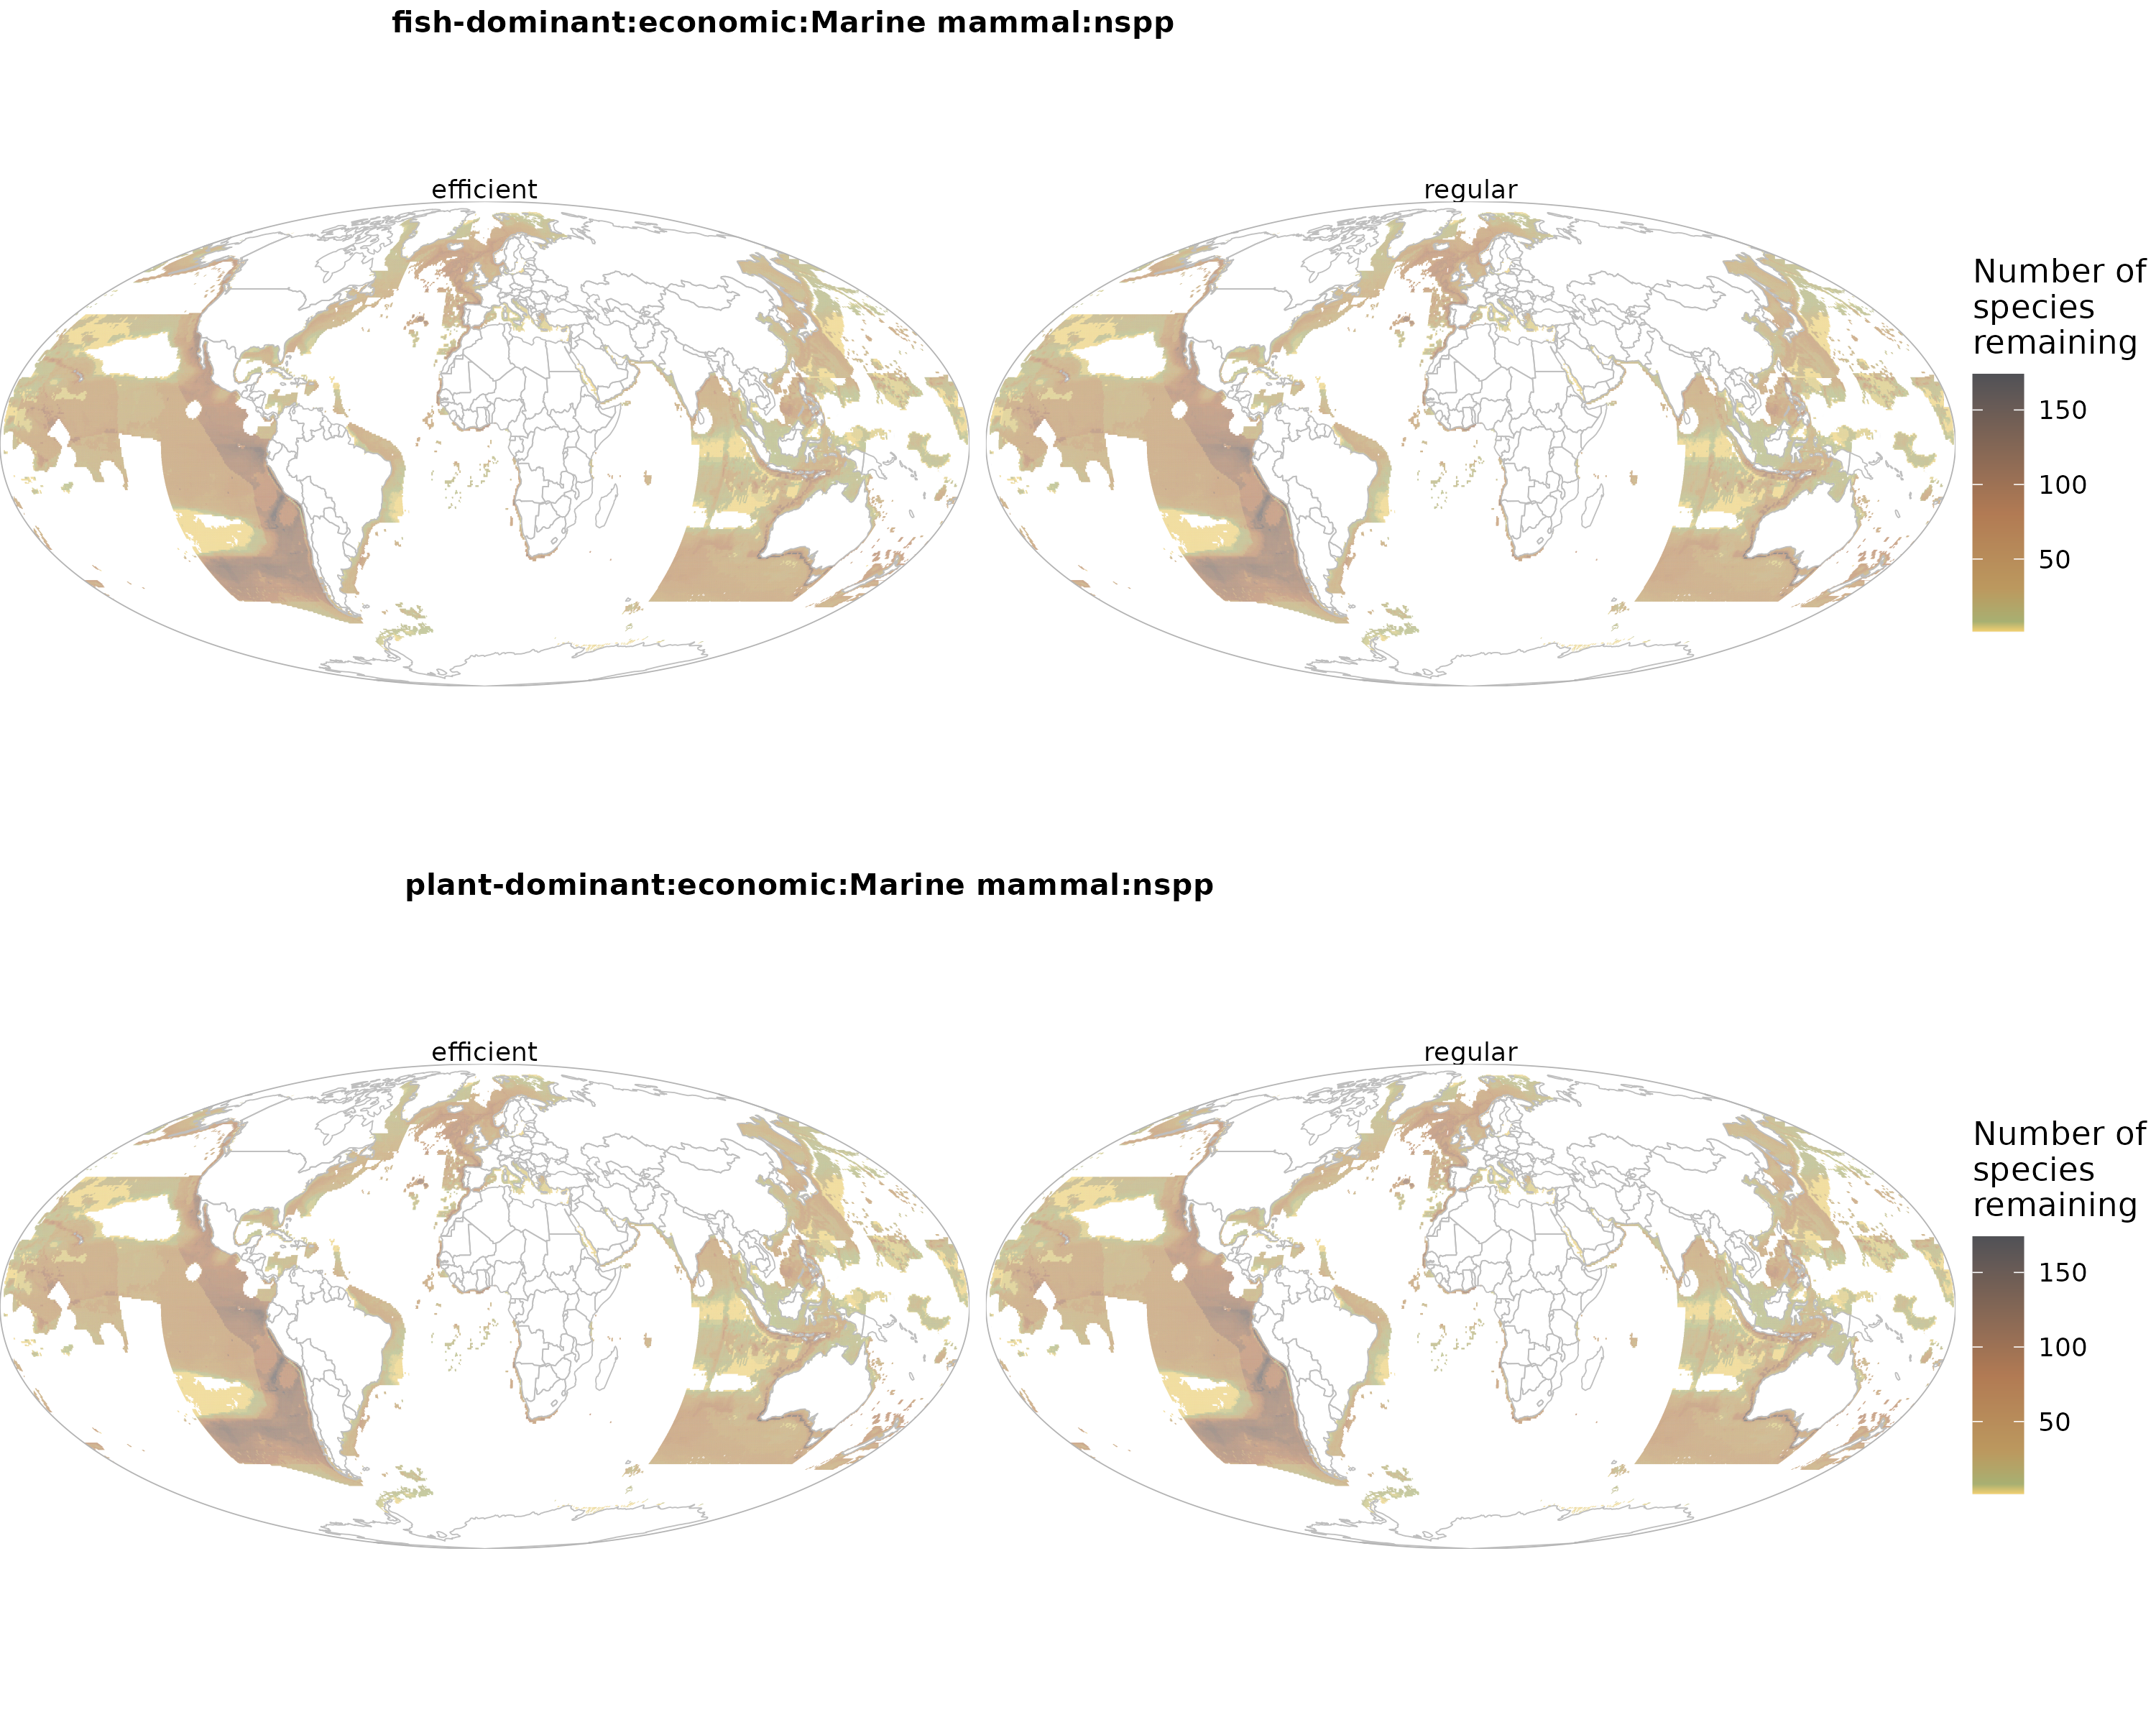 fish-dominant:economic:Marine mammal:nspp
efficient
regular
Number of
species
remaining
150
100
50
plant-dominant:economic:Marine mammal:nspp
efficient
regular
Number of
species
remaining
150
100
50